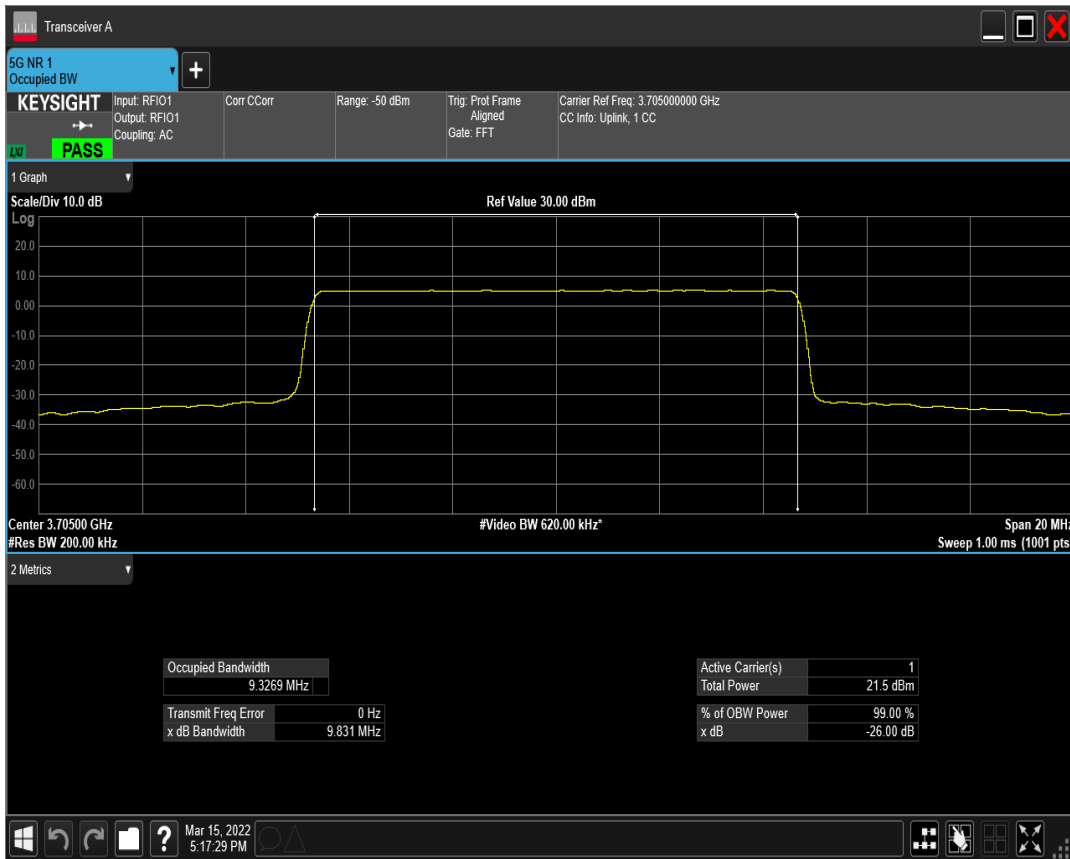 Transceiver A
5G NR 1
Occupied BW
+
KEYSIGHT
LXI
PASS
Input: RFIO1
Output: RFIO1
Coupling: AC
Corr CCorr
Range: -50 dBm
Trig: Prot Frame
Aligned
Gate: FFT
Carrier Ref Freq: 3.705000000 GHz
CC Info: Uplink, 1 CC
1 Graph
Scale/Div 10.0 dB
Ref Value 30.00 dBm
Log
20.0
10.0
0.00
-10.0
-20.0
-30.0
-40.0
-50.0
-60.0
Center 3.70500 GHz
#Video BW 620.00 kHz*
Span 20 MHz
#Res BW 200.00 kHz
Sweep 1.00 ms (1001 pts
2 Metrics
Occupied Bandwidth
9.3269 MHz
Transmit Freq Error 0 Hz
x dB Bandwidth 9.831 MHz
Active Carrier(s) 1
Total Power 21.5 dBm
% of OBW Power 99.00 %
x dB -26.00 dB
?
Mar 15, 2022
5:17:29 PM